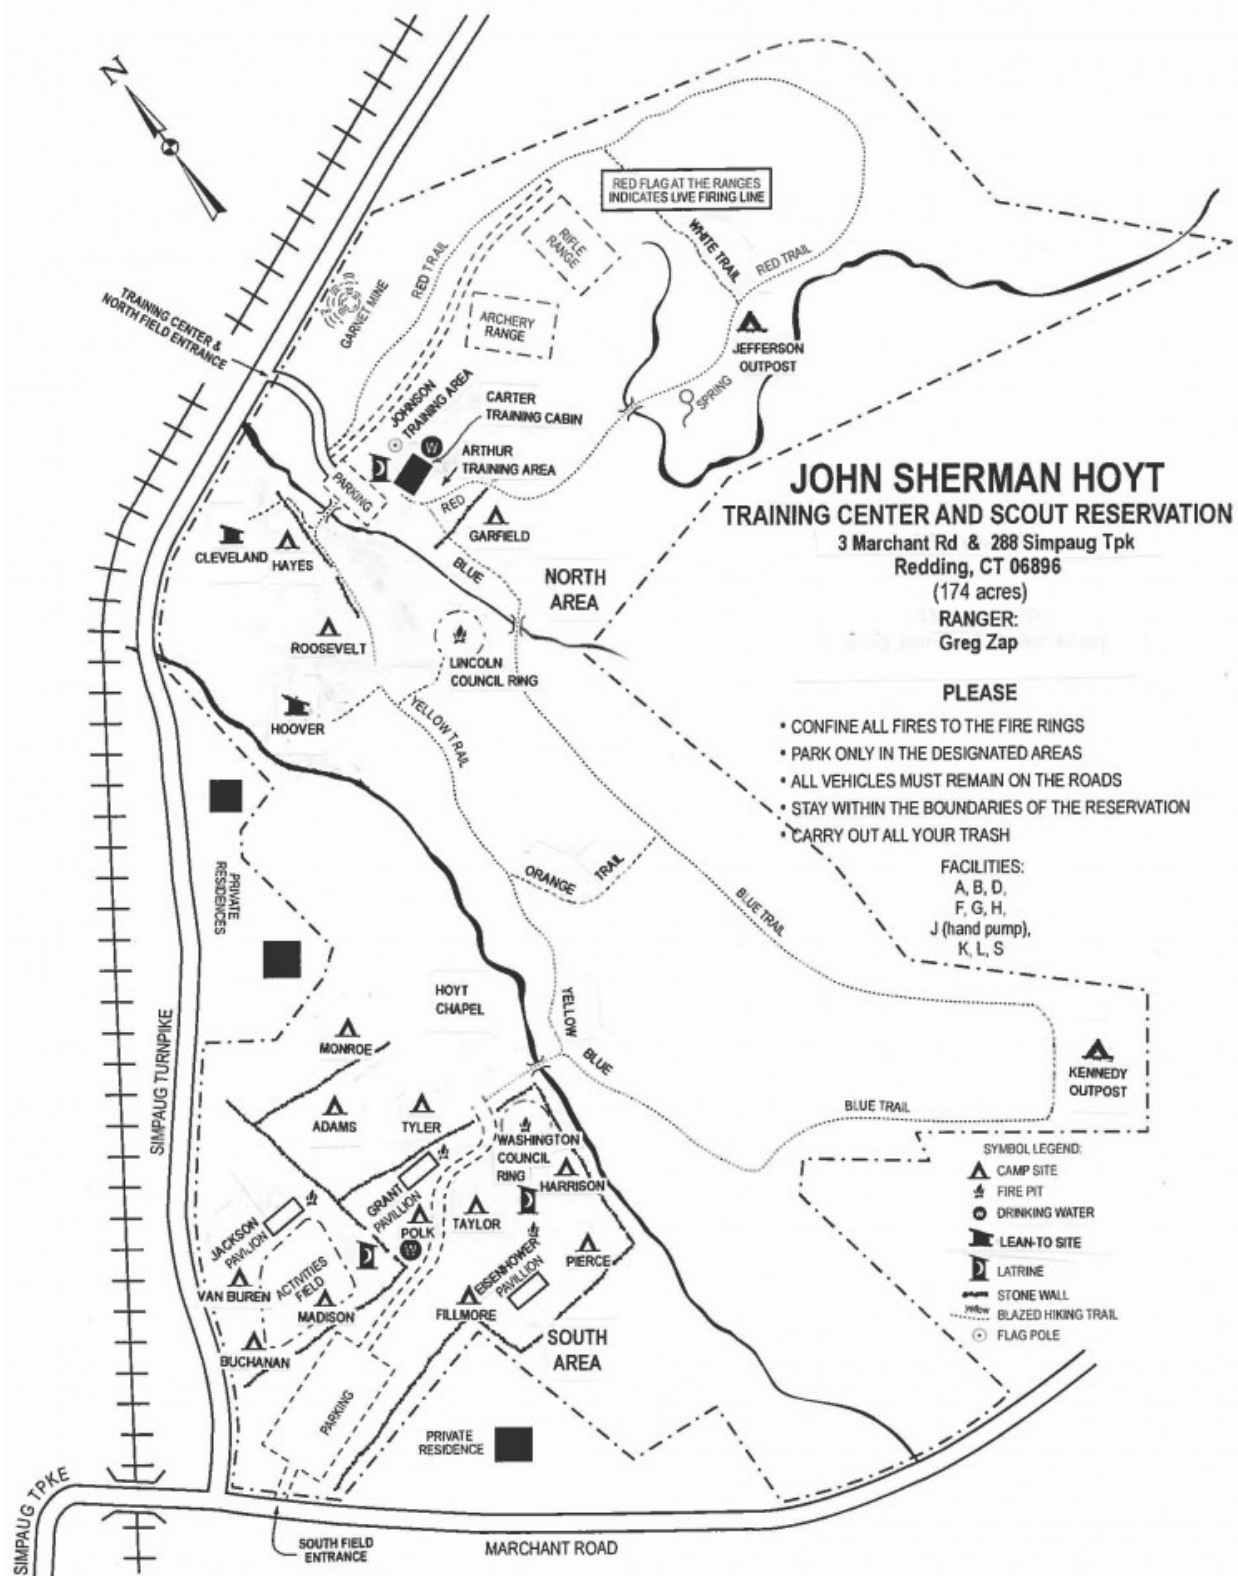 N
RED FLAG AT THE RANGES
INDICATES LIVE FIRING LINE
RIFLE
RANGE
WHITE TRAIL
RED TRAIL
RED TRAIL
GARNET MINE
TRAINING CENTER &
NORTH FIELD ENTRANCE
ARCHERY
RANGE
JEFFERSON
OUTPOST
SPRING
JOHNSON
TRAINING AREA
CARTER
TRAINING CABIN
W
ARTHUR
TRAINING AREA
PARKING
RED
GARFIELD
CLEVELAND
HAYES
BLUE
NORTH
AREA
JOHN SHERMAN HOYT
TRAINING CENTER AND SCOUT RESERVATION
3 Marchant Rd & 288 Simpaug Tpk
Redding, CT 06896
(174 acres)
RANGER:
Greg Zap
ROOSEVELT
LINCOLN
COUNCIL RING
HOOVER
YELLOW TRAIL
PLEASE
• CONFINE ALL FIRES TO THE FIRE RINGS
• PARK ONLY IN THE DESIGNATED AREAS
• ALL VEHICLES MUST REMAIN ON THE ROADS
• STAY WITHIN THE BOUNDARIES OF THE RESERVATION
• CARRY OUT ALL YOUR TRASH
FACILITIES:
A, B, D,
F, G, H,
J (hand pump),
K, L, S
PRIVATE
RESIDENCES
ORANGE TRAIL
BLUE TRAIL
HOYT
CHAPEL
YELLOW
BLUE
MONROE
SIMPAUG TURNPIKE
KENNEDY
OUTPOST
BLUE TRAIL
ADAMS
TYLER
WASHINGTON
COUNCIL
RING
HARRISON
GRANT
PAVILLION
POLK
W
TAYLOR
JACKSON
PAVILION
VAN BUREN
ACTIVITIES
FIELD
MADISON
BUCHANAN
EISENHOWER
PAVILLION
PIERCE
FILLMORE
SOUTH
AREA
SYMBOL LEGEND:
CAMP SITE
FIRE PIT
DRINKING WATER
LEAN-TO SITE
LATRINE
STONE WALL
yellow BLAZED HIKING TRAIL
FLAG POLE
PARKING
PRIVATE
RESIDENCE
SIMPAUG TPKE
SOUTH FIELD
ENTRANCE
MARCHANT ROAD